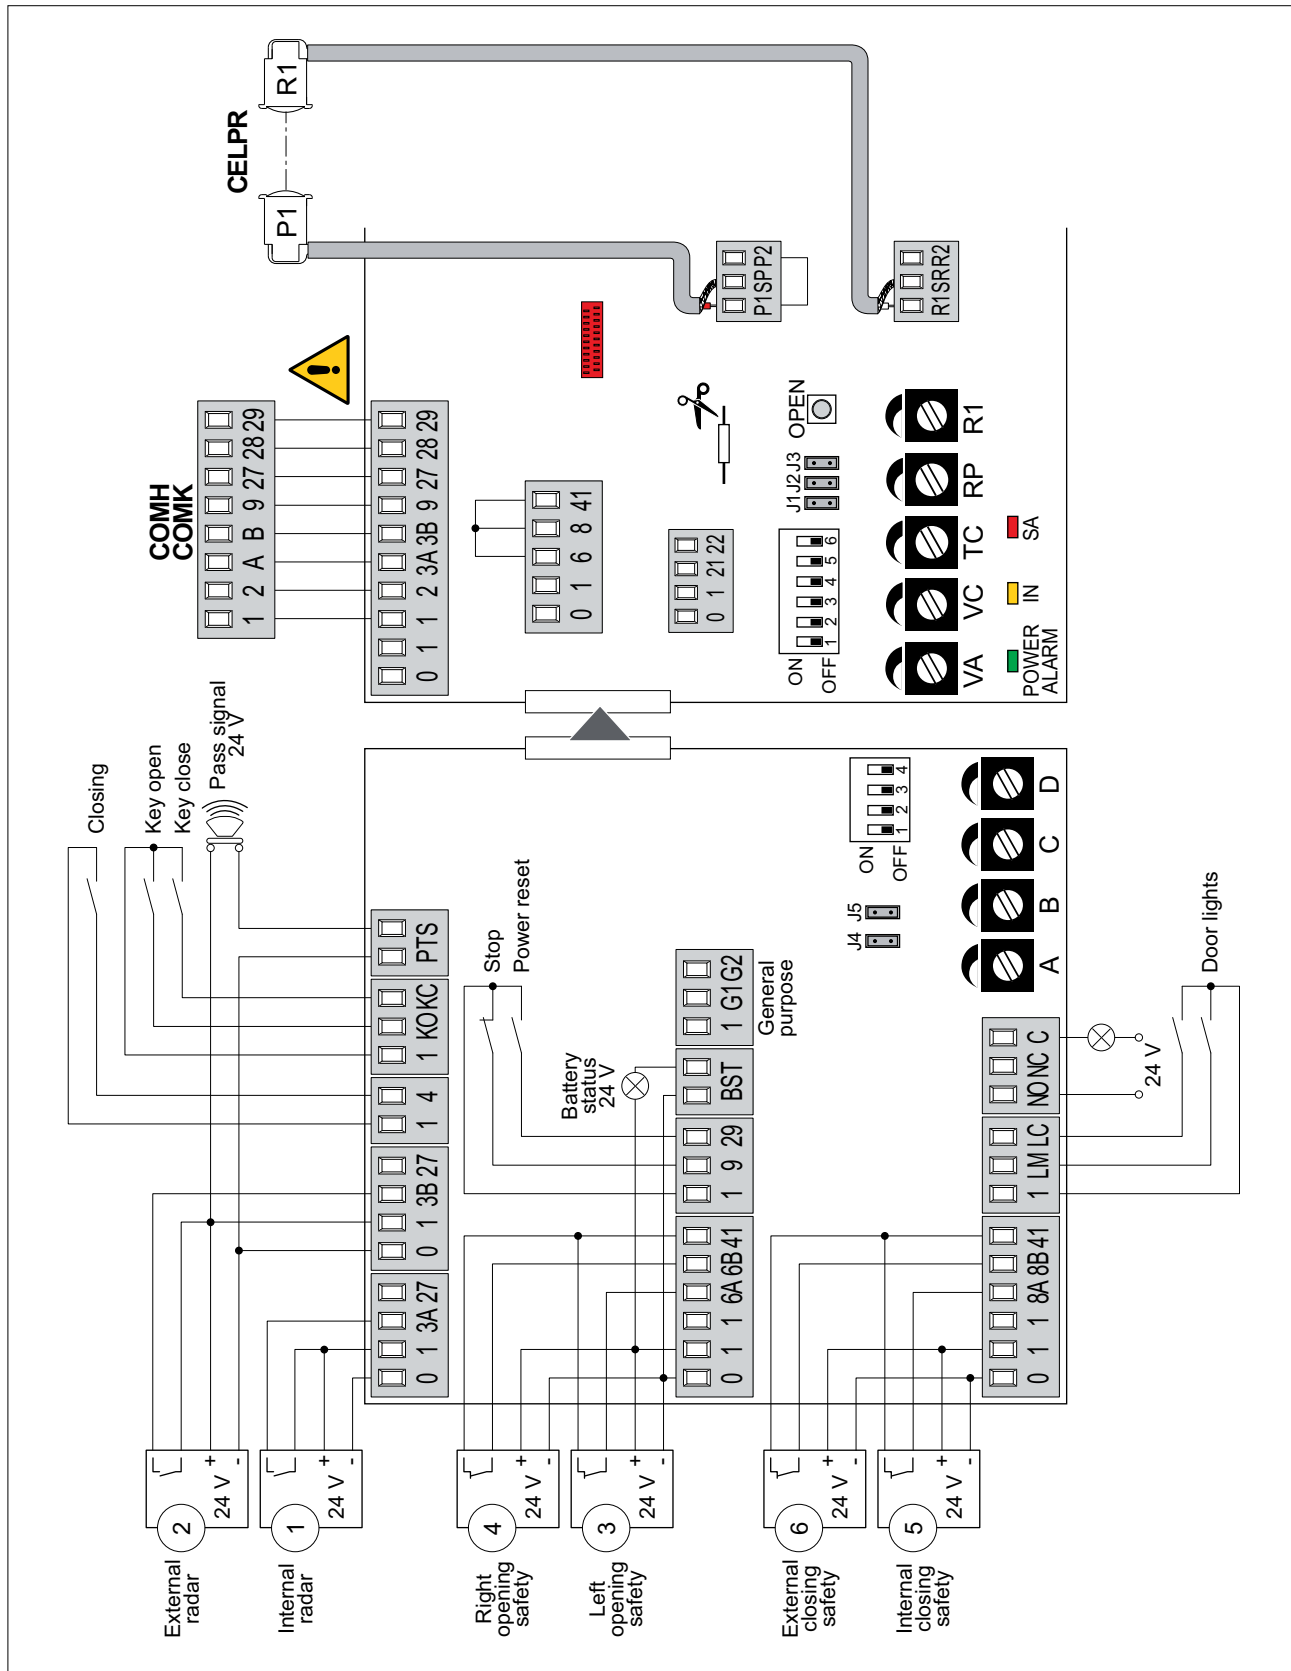 External
radar
2
24 V
+
-
Internal
radar
1
24 V
+
-
Right
opening
safety
4
24 V
+
-
Left
opening
safety
3
24 V
+
-
External
closing
safety
6
24 V
+
-
Internal
closing
safety
5
24 V
+
-
Closing
Key open
Key close
Pass signal
24 V
0 1 3A 27
0 1 3B 27
1 4
1 KO KC
PTS
Stop
Power reset
Battery
status
24 V
0 1 1 6A 6B 41
1 9 29
BST
1 G1 G2
General
purpose
0 1 1 8A 8B 41
1 LM LC
NO NC C
24 V
Door lights
J4 J5
ON
OFF
1 2 3 4
A B C D
COMH
COMK
1 2 A B 9 27 28 29
0 1 1 2 3A 3B 9 27 28 29
0 1 6 8 41
0 1 21 22
ON
OFF
1 2 3 4 5 6
J1 J2 J3
OPEN
VA VC TC RP R1
POWER
ALARM
IN
SA
CELPR
P1
R1
P1 SP P2
R1 SR R2